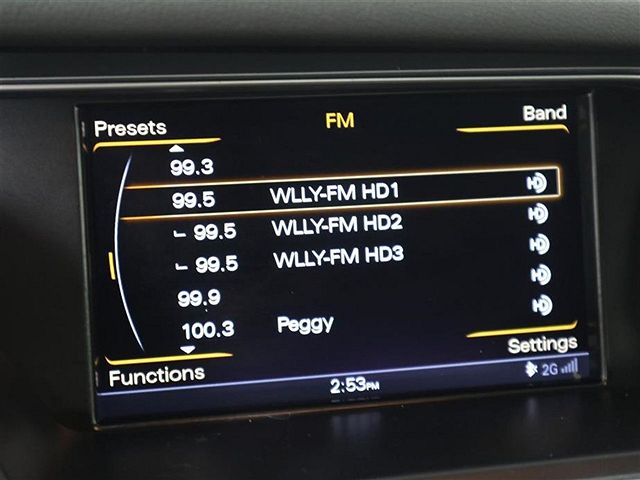 Presets FM Band
99.3
99.5 WLLY-FM HD1
99.5 WLLY-FM HD2
99.5 WLLY-FM HD3
99.9
100.3 Peggy
Functions Settings
2:53PM 2G